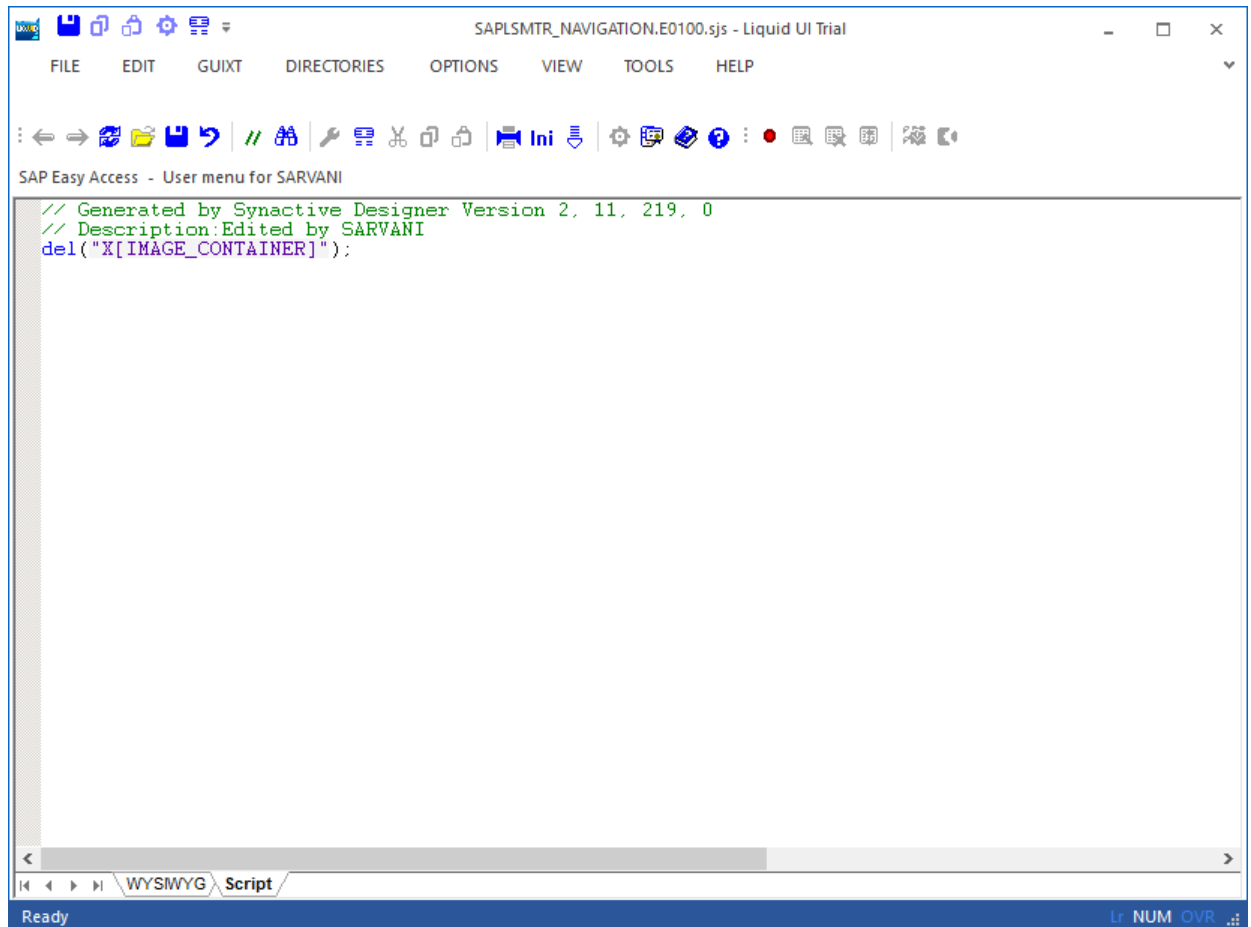 SAPLSMTR_NAVIGATION.E0100.sjs - Liquid UI Trial
FILE EDIT GUIXT DIRECTORIES OPTIONS VIEW TOOLS HELP
Ini
SAP Easy Access - User menu for SARVANI
// Generated by Synactive Designer Version 2, 11, 219, 0
// Description:Edited by SARVANI
del("X[IMAGE_CONTAINER]");
WYSIWYG Script
Ready Lr NUM OVR